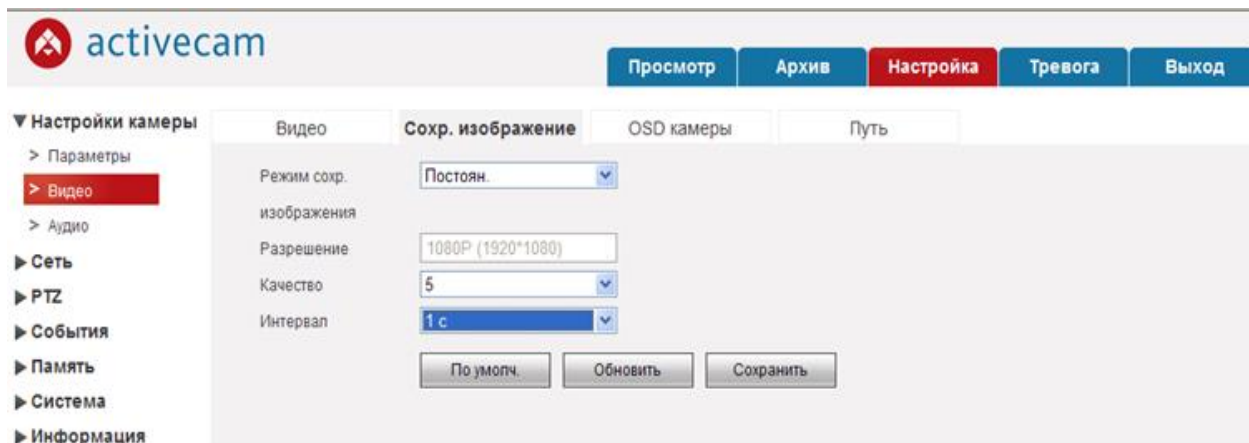 activecam
Просмотр Архив Настройка Тревога Выход
Настройки камеры
> Параметры
> Видео
> Аудио
Сеть
PTZ
События
Память
Система
Информация
Видео Сохр. изображение OSD камеры Путь
Режим сохр. Постоян.
изображения
Разрешение 1080P (1920*1080)
Качество 5
Интервал 1 с
По умолч. Обновить Сохранить